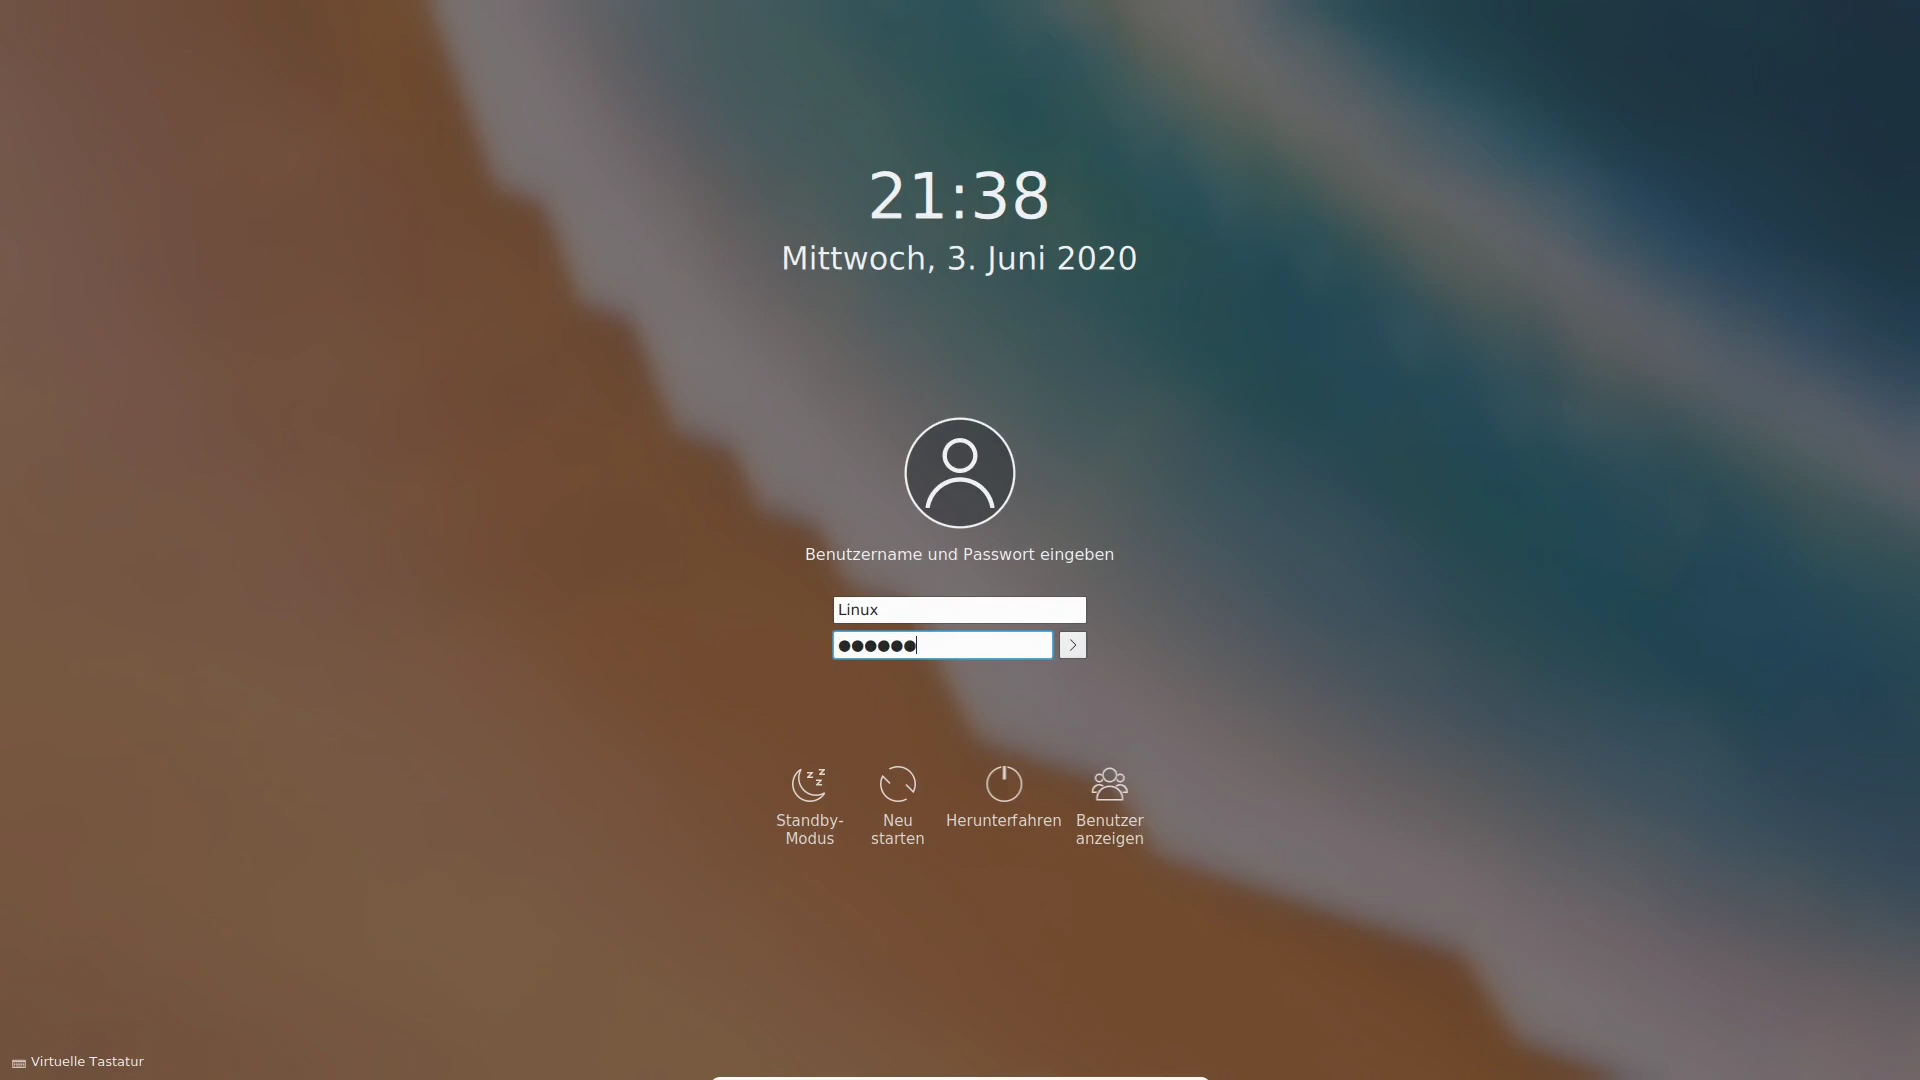 21:38
Mittwoch, 3. Juni 2020
Benutzername und Passwort eingeben
Linux
●●●●●●
Standby-
Modus
Neu
starten
Herunterfahren
Benutzer
anzeigen
Virtuelle Tastatur